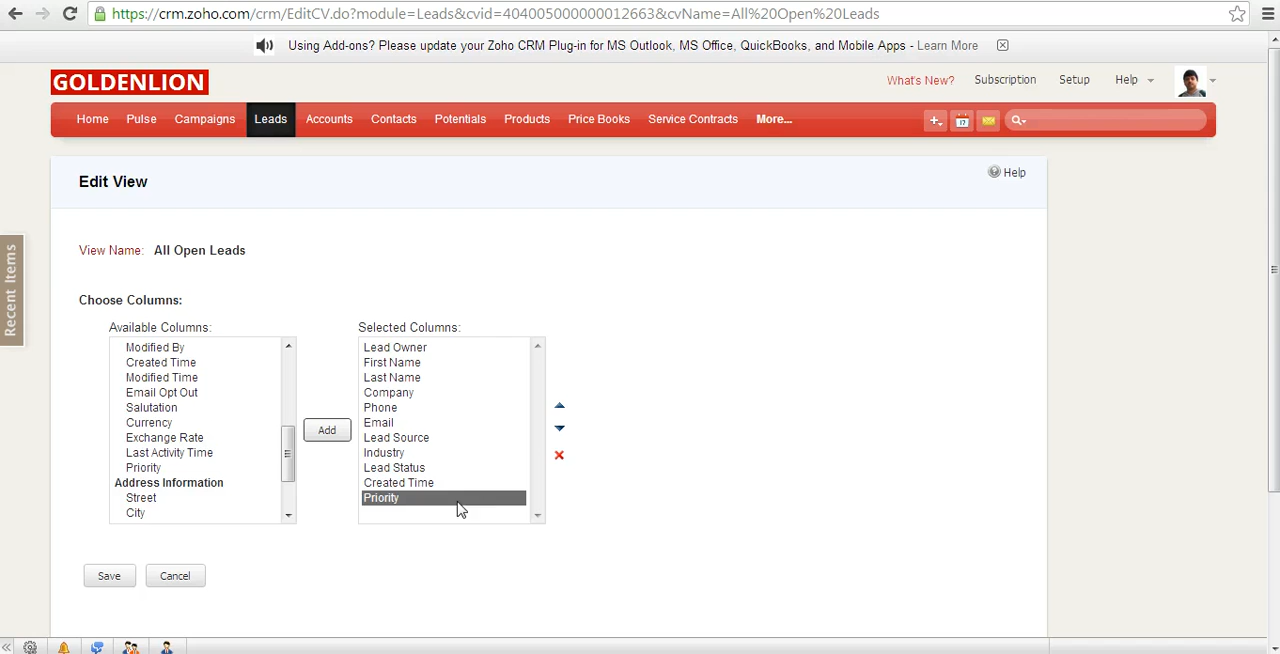 https://crm.zoho.com/crm/EditCV.do?module=Leads&cvid=404005000000012663&cvName=All%20Open%20Leads
Using Add-ons? Please update your Zoho CRM Plug-in for MS Outlook, MS Office, QuickBooks, and Mobile Apps - Learn More
GOLDENLION
What's New? Subscription Setup Help
Home Pulse Campaigns Leads Accounts Contacts Potentials Products Price Books Service Contracts More...
17
Edit View
Help
Recent Items
View Name: All Open Leads
Choose Columns:
Available Columns:
Modified By
Created Time
Modified Time
Email Opt Out
Salutation
Currency
Exchange Rate
Last Activity Time
Priority
Address Information
Street
City
Add
Selected Columns:
Lead Owner
First Name
Last Name
Company
Phone
Email
Lead Source
Industry
Lead Status
Created Time
Priority
Save Cancel